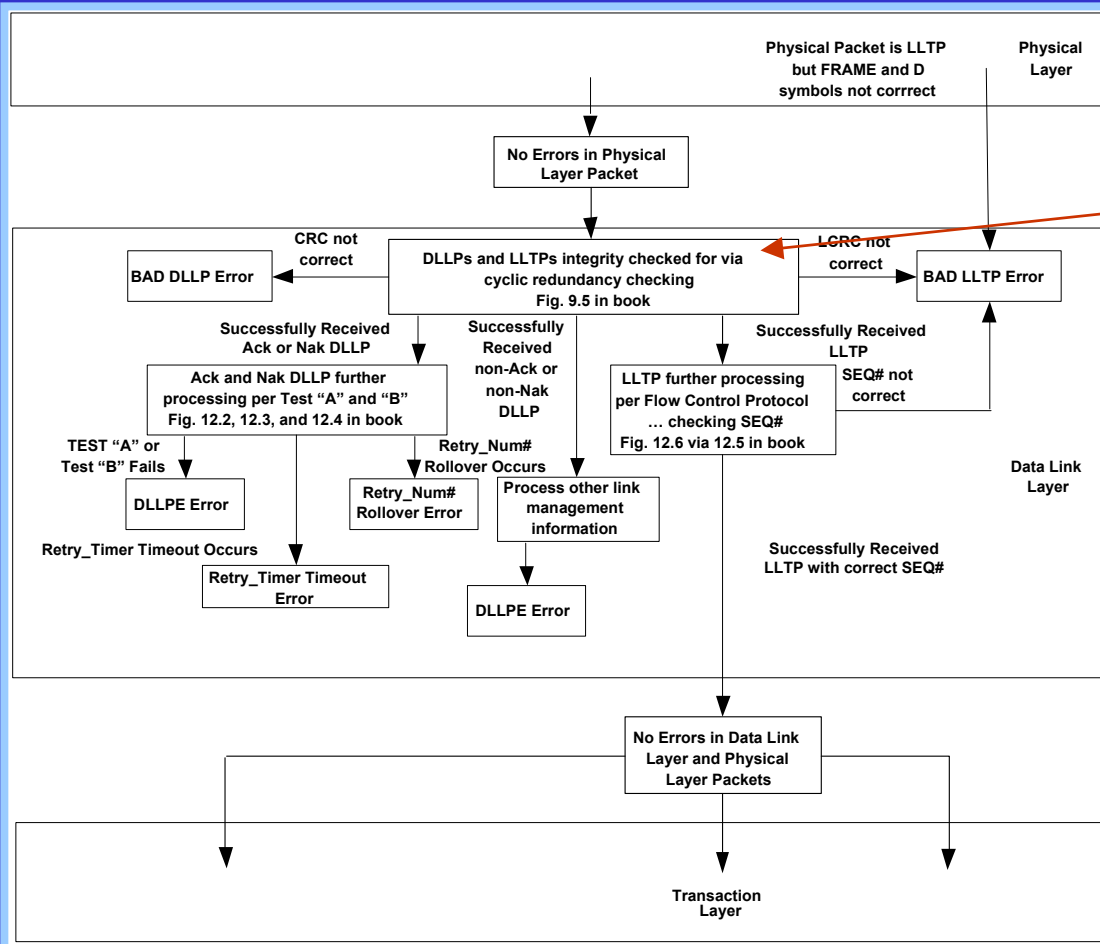 Physical Packet is LLTP
but FRAME and D
symbols not corrrect
Physical
Layer
No Errors in Physical
Layer Packet
CRC not
correct
DLLPs and LLTPs integrity checked for via
cyclic redundancy checking
Fig. 9.5 in book
LCRC not
correct
BAD DLLP Error
BAD LLTP Error
Successfully Received
Ack or Nak DLLP
Successfully
Received
non-Ack or
non-Nak
DLLP
Successfully Received
LLTP
SEQ# not
correct
Ack and Nak DLLP further
processing per Test “A” and “B”
Fig. 12.2, 12.3, and 12.4 in book
LLTP further processing
per Flow Control Protocol
… checking SEQ#
Fig. 12.6 via 12.5 in book
TEST “A” or
Test “B” Fails
Retry_Num#
Rollover Occurs
DLLPE Error
Retry_Num#
Rollover Error
Process other link
management
information
Data Link
Layer
Retry_Timer Timeout Occurs
Retry_Timer Timeout
Error
DLLPE Error
Successfully Received
LLTP with correct SEQ#
No Errors in Data Link
Layer and Physical
Layer Packets
Transaction
Layer